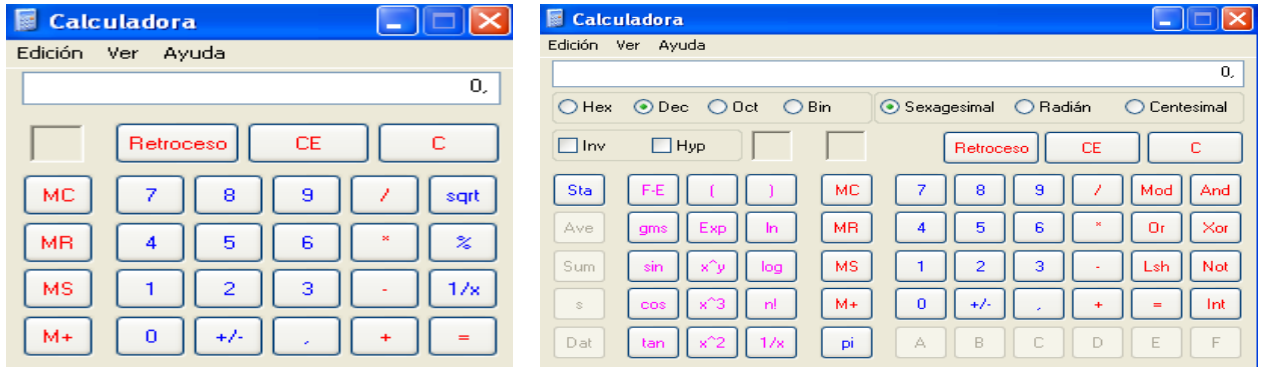 Calculadora
Edición Ver Ayuda
0,
Retroceso CE C
MC 7 8 9 / sqrt
MR 4 5 6 * %
MS 1 2 3 - 1/x
M+ 0 +/- , + =
Calculadora
Edición Ver Ayuda
0,
Hex Dec Oct Bin Sexagesimal Radián Centesimal
Inv Hyp Retroceso CE C
Sta F-E ( ) MC 7 8 9 / Mod And
Ave gms Exp ln MR 4 5 6 * Or Xor
Sum sin x^y log MS 1 2 3 - Lsh Not
s cos x^3 n! M+ 0 +/- , + = Int
Dat tan x^2 1/x pi A B C D E F